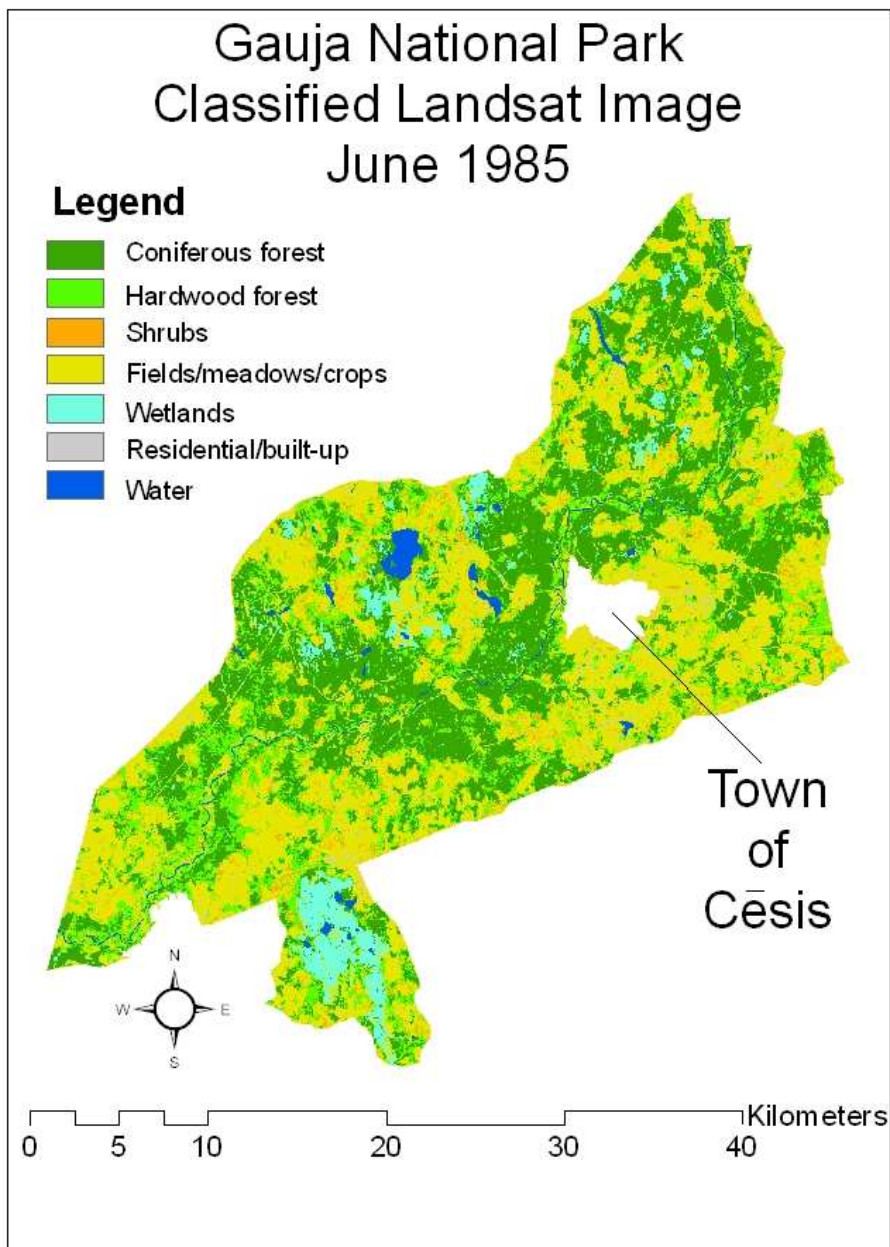 Gauja National Park
Classified Landsat Image
June 1985
Legend
Coniferous forest
Hardwood forest
Shrubs
Fields/meadows/crops
Wetlands
Residential/built-up
Water
Town
of
Cēsis
N
W E
S
Kilometers
0 5 10 20 30 40